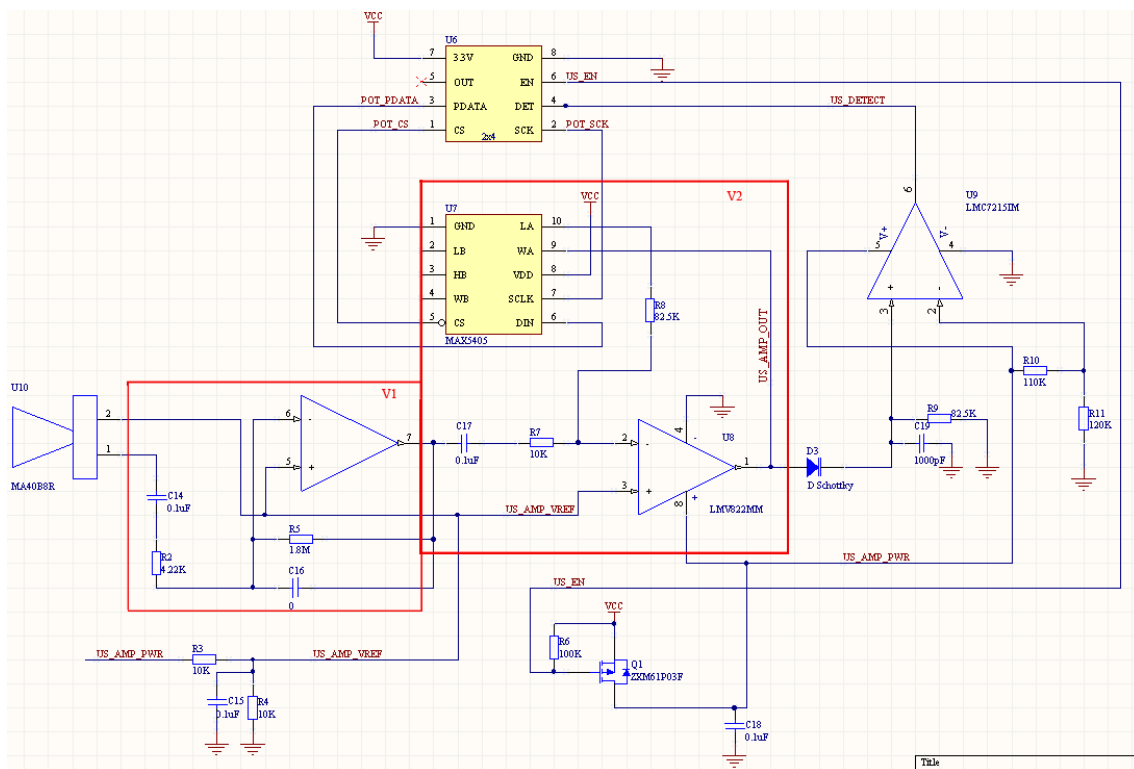 VCC
U6
7 3.3V GND 8
5 OUT EN 6 US_EN
POT_PDATA 3 PDATA DET 4 US_DETECT
POT_CS 1 CS SCK 2 POT_SCK
2x4
V2
U7
VCC
1 GND LA 10
2 LB WA 9
3 HB VDD 8
4 WB SCLK 7
5 CS DIN 6
MAX5405
R8
82.5K
US_AMP_OUT
6
U9
LMC7215IM
V+
V-
5
4
+
-
3
2
R10
110K
R11
120K
R9
82.5K
C19
1000pF
U10
2
1
MA40B8R
V1
6 -
5 +
7
C17
0.1uF
R7
10K
2 -
3 +
4
-
8
+
1
U8
LMV822MM
D3
D Schottky
C14
0.1uF
R2
4.22K
US_AMP_VREF
R5
1.8M
C16
0
US_AMP_PWR
US_EN
VCC
R6
100K
Q1
ZXM61P03F
C18
0.1uF
US_AMP_PWR
R3
10K
US_AMP_VREF
C15
0.1uF
R4
10K
Title